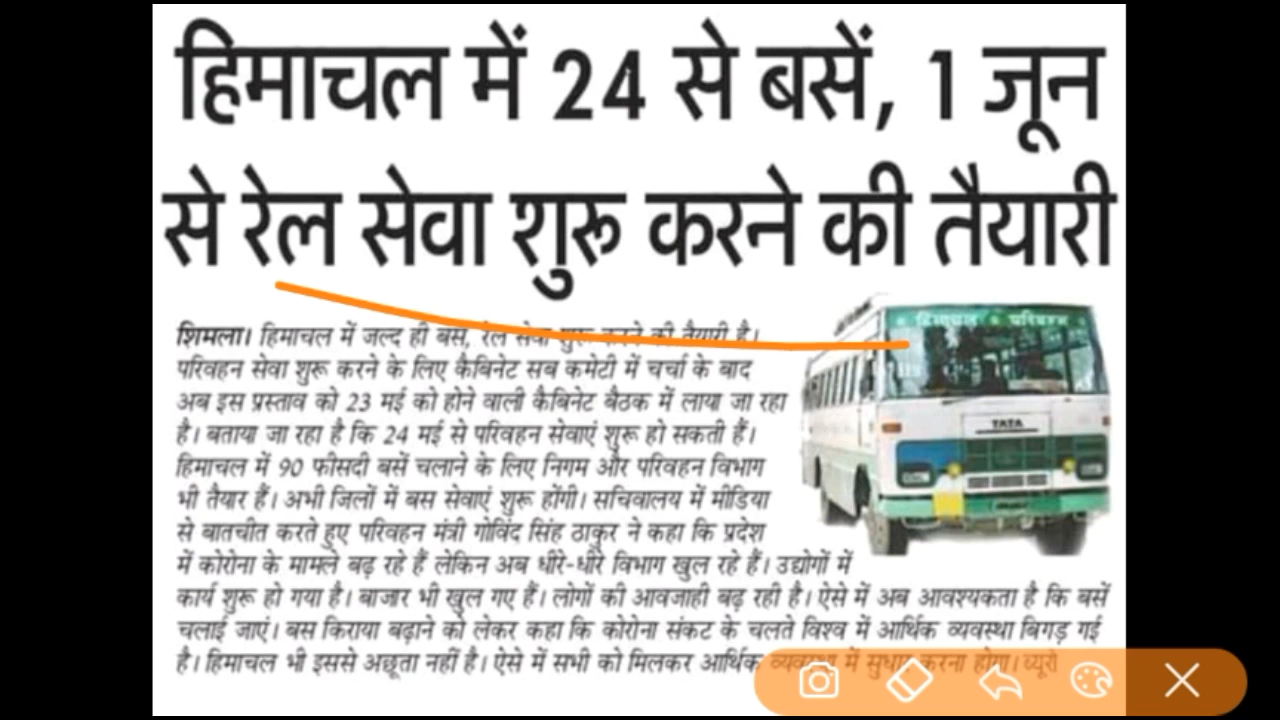 हिमाचल में 24 से बसें, 1 जून
से रेल सेवा शुरू करने की तैयारी
शिमला। हिमाचल में जल्द ही बस, रेल सेवा शुरू करने की तैयारी है।
परिवहन सेवा शुरू करने के लिए कैबिनेट सब कमेटी में चर्चा के बाद
अब इस प्रस्ताव को 23 मई को होने वाली कैबिनेट बैठक में लाया जा रहा
है। बताया जा रहा है कि 24 मई से परिवहन सेवाएं शुरू हो सकती हैं।
हिमाचल में 90 फीसदी बसें चलाने के लिए निगम और परिवहन विभाग
भी तैयार हैं। अभी जिलों में बस सेवाएं शुरू होंगी। सचिवालय में मीडिया
से बातचीत करते हुए परिवहन मंत्री गोविंद सिंह ठाकुर ने कहा कि प्रदेश
में कोरोना के मामले बढ़ रहे हैं लेकिन अब धीरे-धीरे विभाग खुल रहे हैं। उद्योगों में
कार्य शुरू हो गया है। बाजार भी खुल गए हैं। लोगों की आवजाही बढ़ रही है। ऐसे में अब आवश्यकता है कि बसें
चलाई जाएं। बस किराया बढ़ाने को लेकर कहा कि कोरोना संकट के चलते विश्व में आर्थिक व्यवस्था बिगड़ गई
है। हिमाचल भी इससे अछूता नहीं है। ऐसे में सभी को मिलकर आर्थिक व्यवस्था में सुधार करना होगा। ब्यूरो
हिमाचल परिवहन
TATA